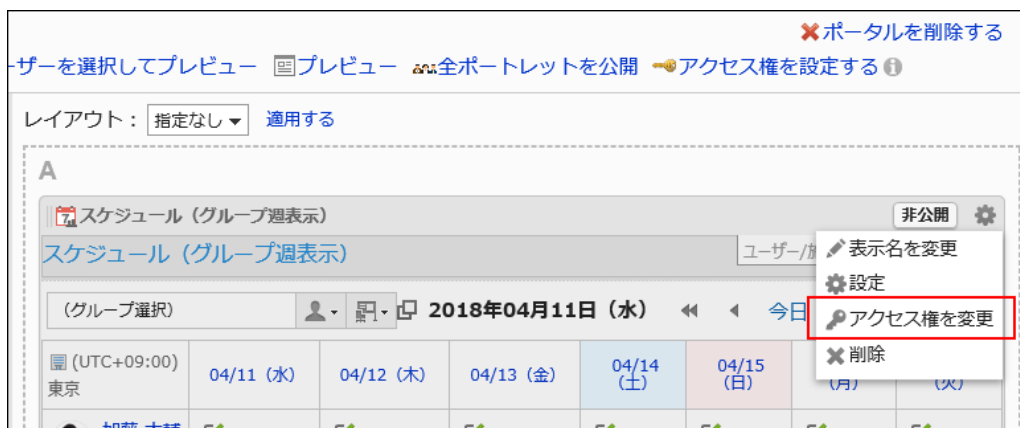 ポータルを削除する
ーザーを選択してプレビュー プレビュー 全ポートレットを公開 アクセス権を設定する
レイアウト： 指定なし 適用する
A
スケジュール（グループ週表示） 非公開
スケジュール（グループ週表示） ユーザー/施
表示名を変更
設定
アクセス権を変更
削除
（グループ選択） 2018年04月11日（水） 今日
(UTC+09:00)
東京
04/11（水） 04/12（木） 04/13（金） 04/14（土） 04/15（日） （月） （火）